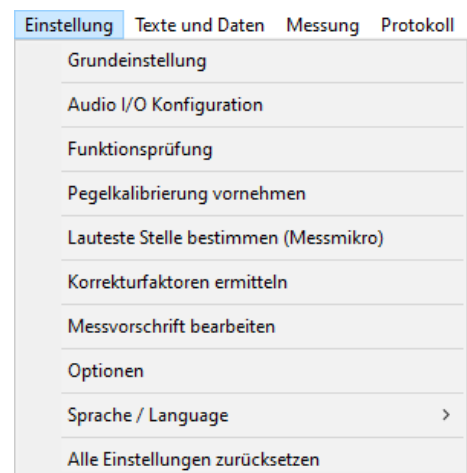 Einstellung Texte und Daten Messung Protokoll
Grundeinstellung
Audio I/O Konfiguration
Funktionsprüfung
Pegelkalibrierung vornehmen
Lauteste Stelle bestimmen (Messmikro)
Korrekturfaktoren ermitteln
Messvorschrift bearbeiten
Optionen
Sprache / Language
Alle Einstellungen zurücksetzen